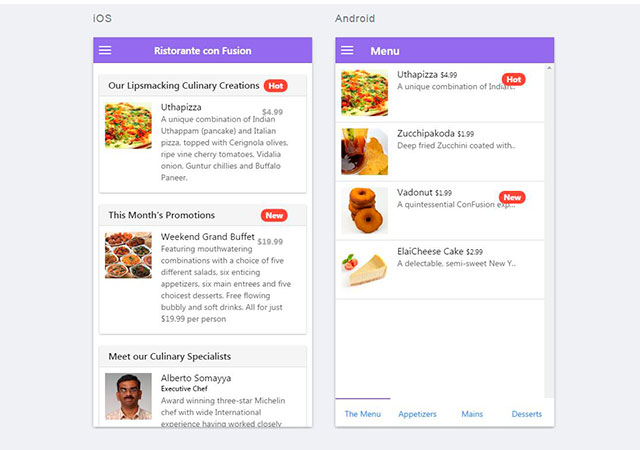 iOS
Ristorante con Fusion
Our Lipsmacking Culinary Creations Hot
Uthapizza
$4.99
A unique combination of Indian
Uthappam (pancake) and Italian
pizza, topped with Cerignola olives,
ripe vine cherry tomatoes, Vidalia
onion, Guntur chillies and Buffalo
Paneer.
This Month's Promotions New
Weekend Grand Buffet
$19.99
Featuring mouthwatering
combinations with a choice of five
different salads, six enticing
appetizers, six main entrees and five
choicest desserts. Free flowing
bubbly and soft drinks. All for just
$19.99 per person
Meet our Culinary Specialists
Alberto Somayya
Executive Chef
Award winning three-star Michelin
chef with wide International
experience having worked closely
Android
Menu
Uthapizza $4.99
Hot
A unique combination of Indian..
Zucchipakoda $1.99
Deep fried Zucchini coated with..
Vadonut $1.99
New
A quintessential ConFusion exp...
ElaiCheese Cake $2.99
A delectable, semi-sweet New Y..
The Menu Appetizers Mains Desserts